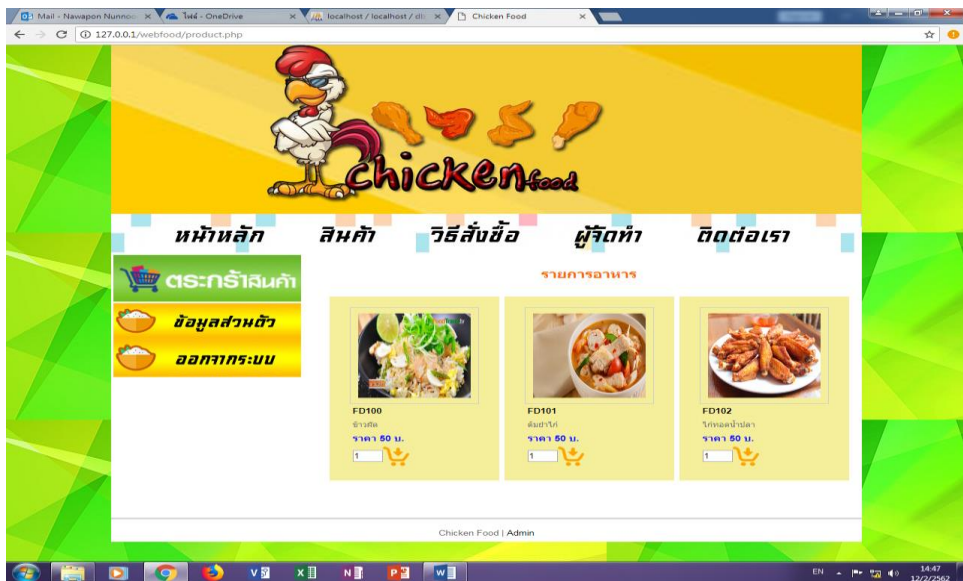 Mail - Nawapon Nunnoo
ไฟล์ - OneDrive
localhost / localhost / db
Chicken Food
127.0.0.1/webfood/product.php
chicken food
หน้าหลัก สินค้า วิธีสั่งซื้อ ผู้จัดทำ ติดต่อเรา
ตระกร้าสินค้า
ข้อมูลส่วนตัว
ออกจากระบบ
รายการอาหาร
FD100 FD101 FD102
ข้าวผัด ต้มยำไก่ ไก่ทอดน้ำปลา
ราคา 50 บ. ราคา 50 บ. ราคา 50 บ.
1 1 1
Chicken Food | Admin
EN
14:47
12/2/2562